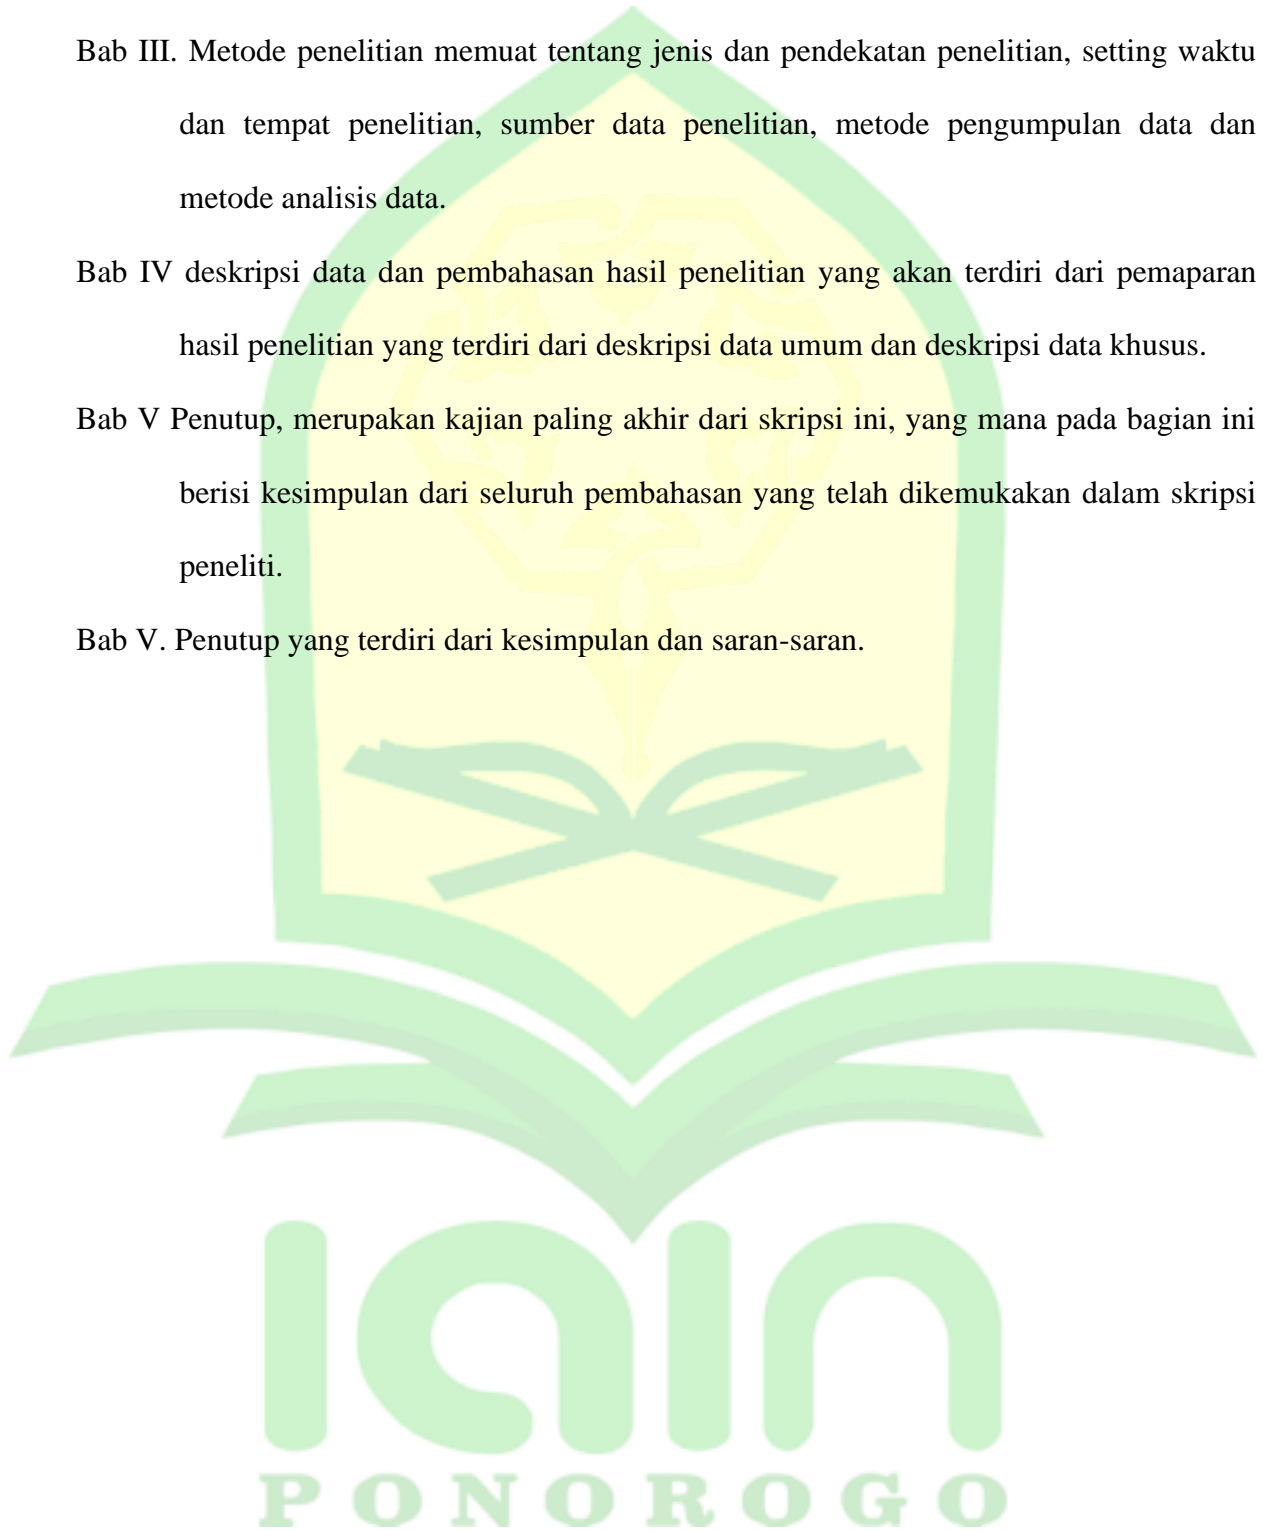 Bab III. Metode penelitian memuat tentang jenis dan pendekatan penelitian, setting waktu
dan tempat penelitian, sumber data penelitian, metode pengumpulan data dan
metode analisis data.
Bab IV deskripsi data dan pembahasan hasil penelitian yang akan terdiri dari pemaparan
hasil penelitian yang terdiri dari deskripsi data umum dan deskripsi data khusus.
Bab V Penutup, merupakan kajian paling akhir dari skripsi ini, yang mana pada bagian ini
berisi kesimpulan dari seluruh pembahasan yang telah dikemukakan dalam skripsi
peneliti.
Bab V. Penutup yang terdiri dari kesimpulan dan saran-saran.
iain
PONOROGO